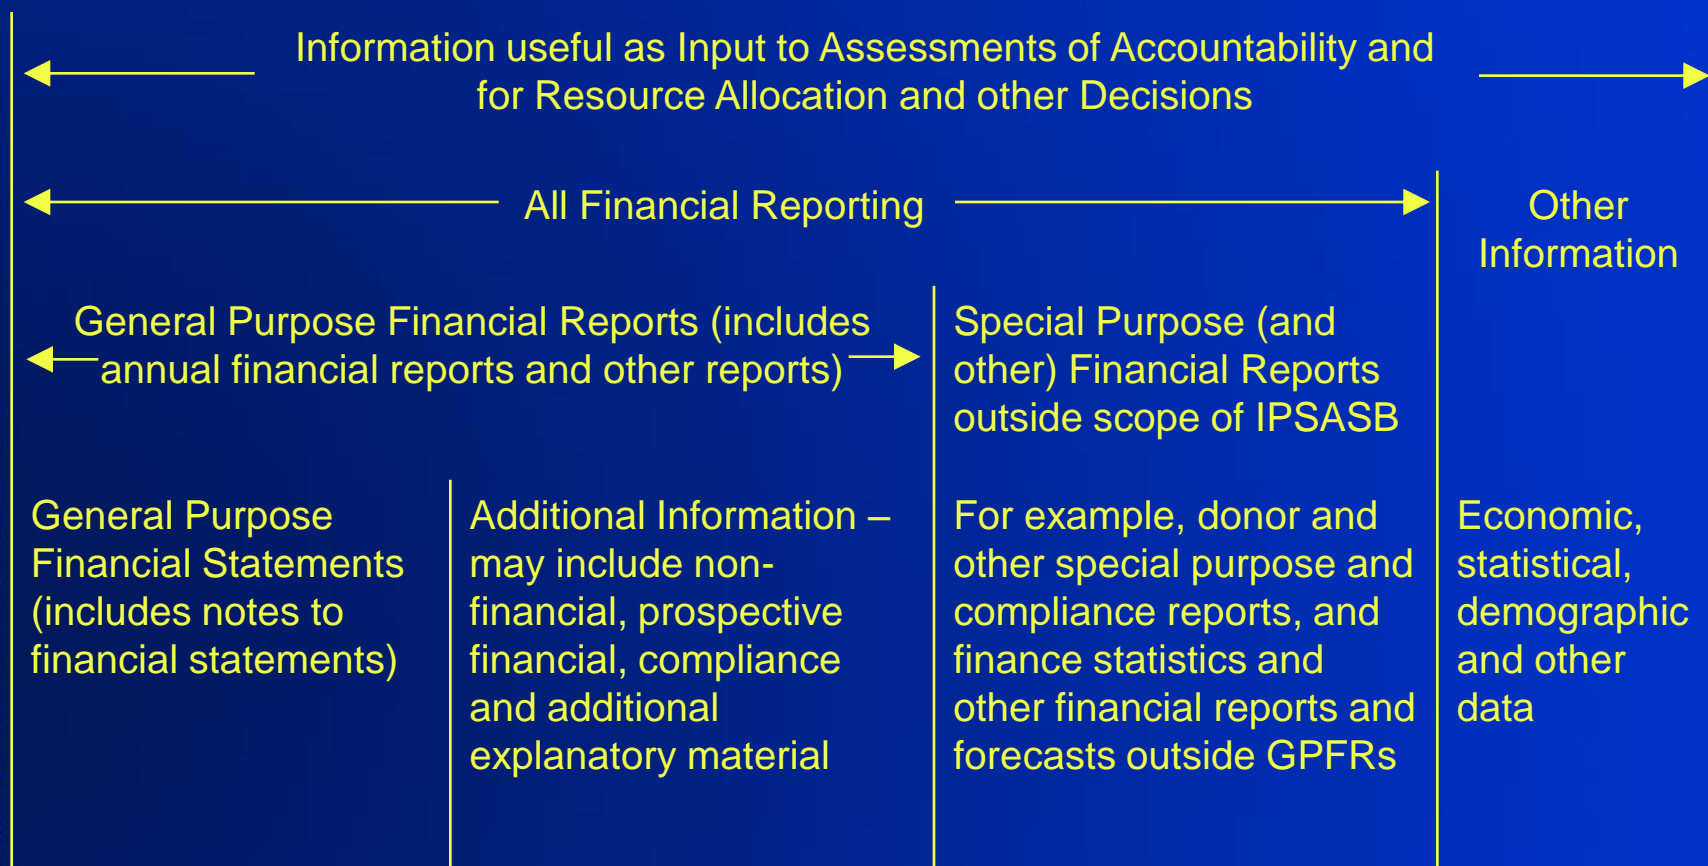 Information useful as Input to Assessments of Accountability and
for Resource Allocation and other Decisions
All Financial Reporting
Other
Information
General Purpose Financial Reports (includes
annual financial reports and other reports)
Special Purpose (and
other) Financial Reports
outside scope of IPSASB
General Purpose
Financial Statements
(includes notes to
financial statements)
Additional Information –
may include non-
financial, prospective
financial, compliance
and additional
explanatory material
For example, donor and
other special purpose and
compliance reports, and
finance statistics and
other financial reports and
forecasts outside GPFRs
Economic,
statistical,
demographic
and other
data